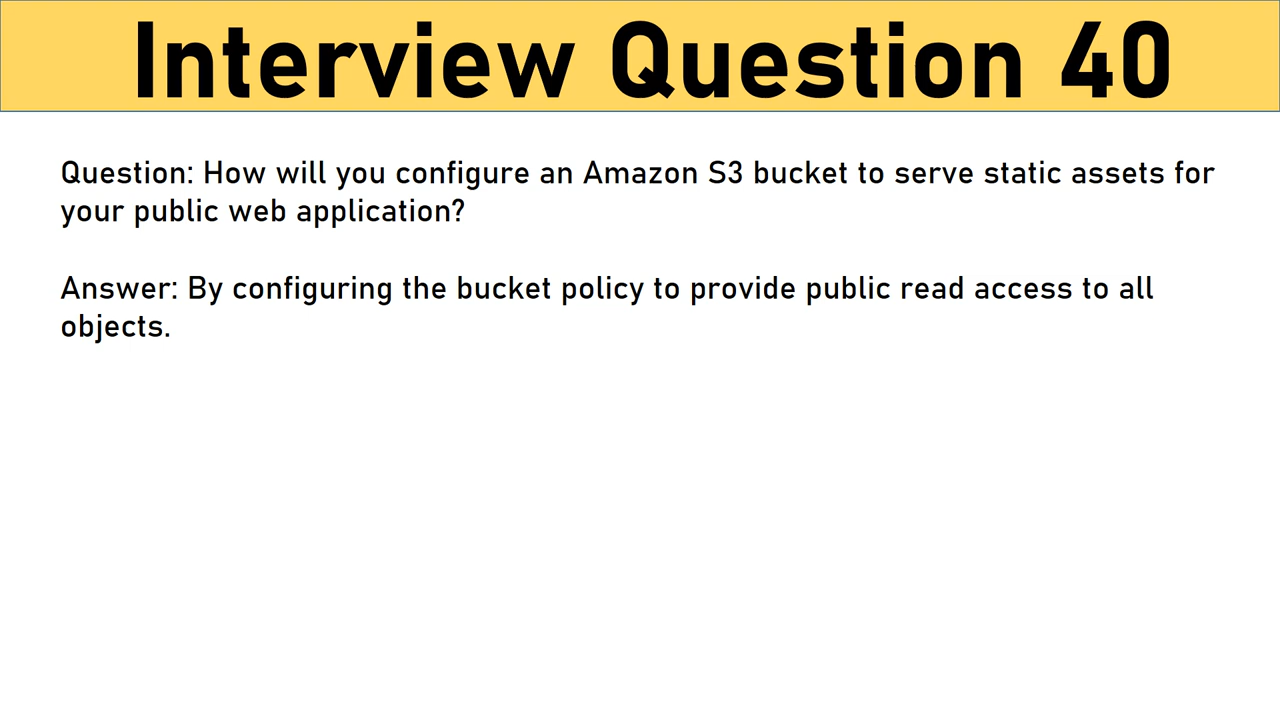 Interview Question 40
Question: How will you configure an Amazon S3 bucket to serve static assets for
your public web application?
Answer: By configuring the bucket policy to provide public read access to all
objects.